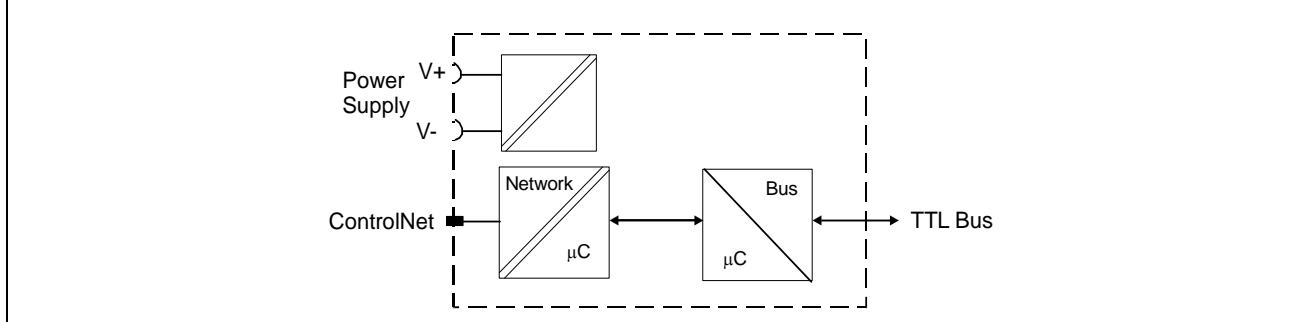 Power
Supply
V+
V-
Network
μC
Bus
μC
ControlNet
TTL Bus